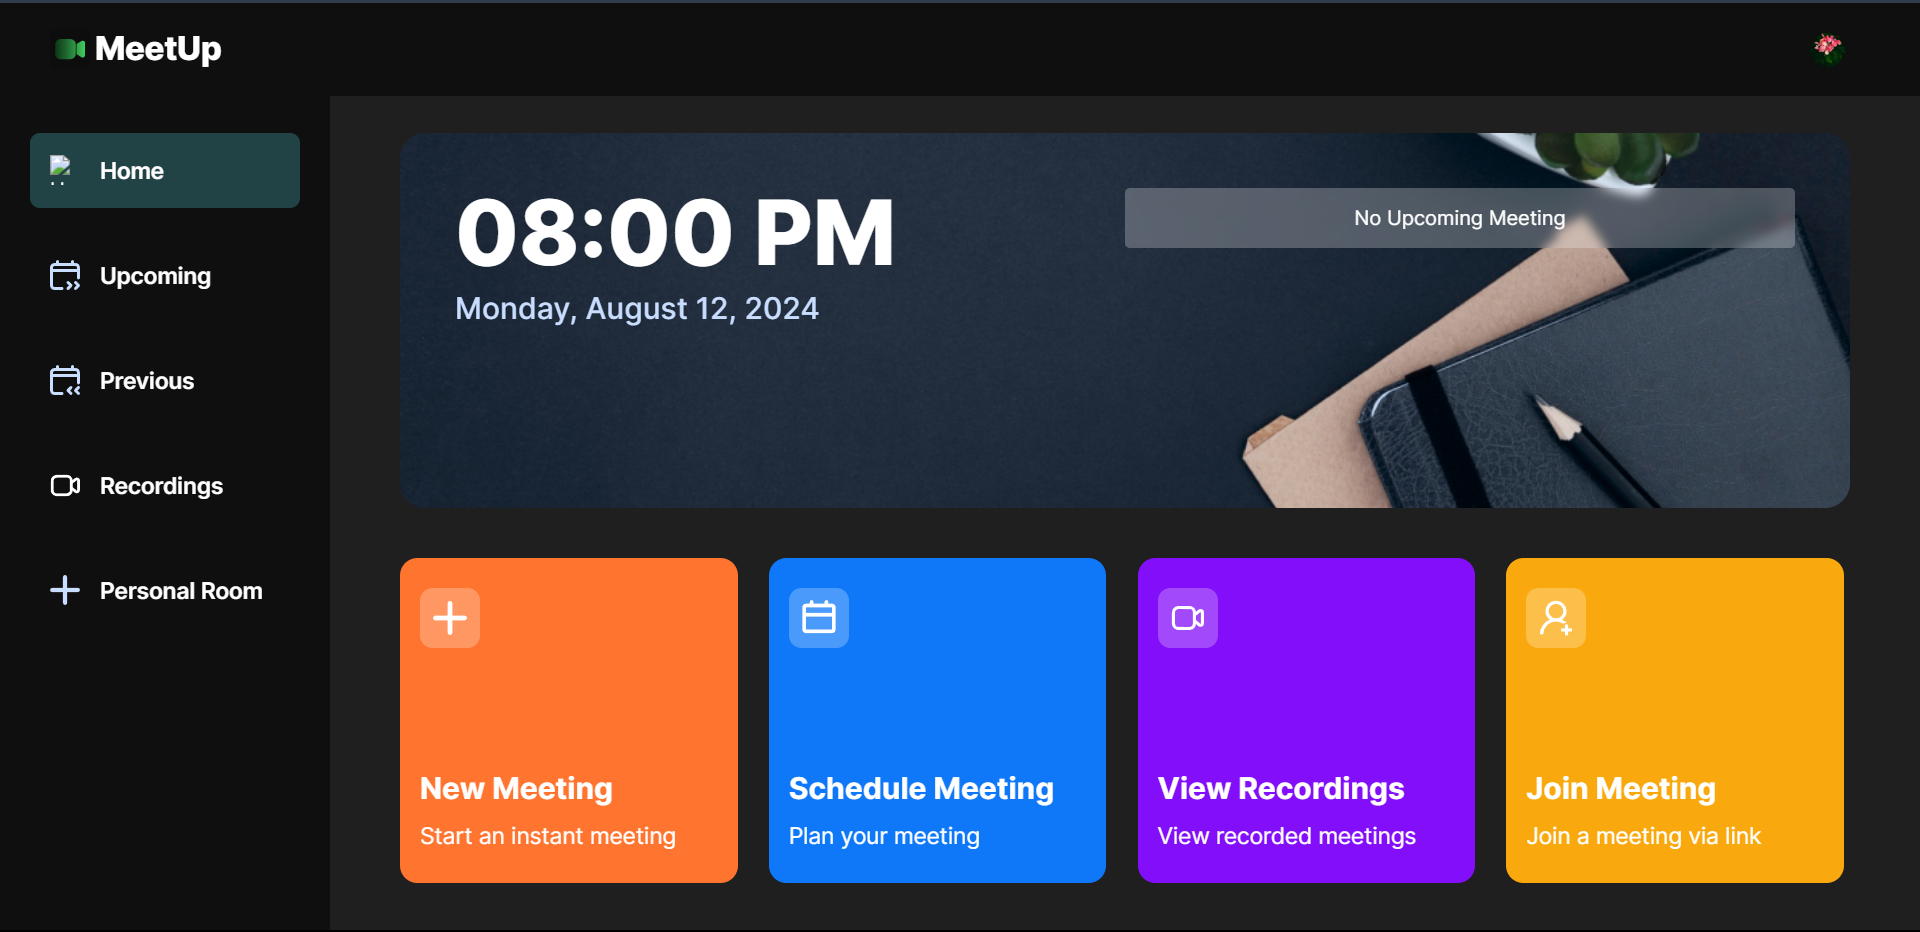 MeetUp
Home
Upcoming
Previous
Recordings
Personal Room
08:00 PM
Monday, August 12, 2024
No Upcoming Meeting
New Meeting
Start an instant meeting
Schedule Meeting
Plan your meeting
View Recordings
View recorded meetings
Join Meeting
Join a meeting via link